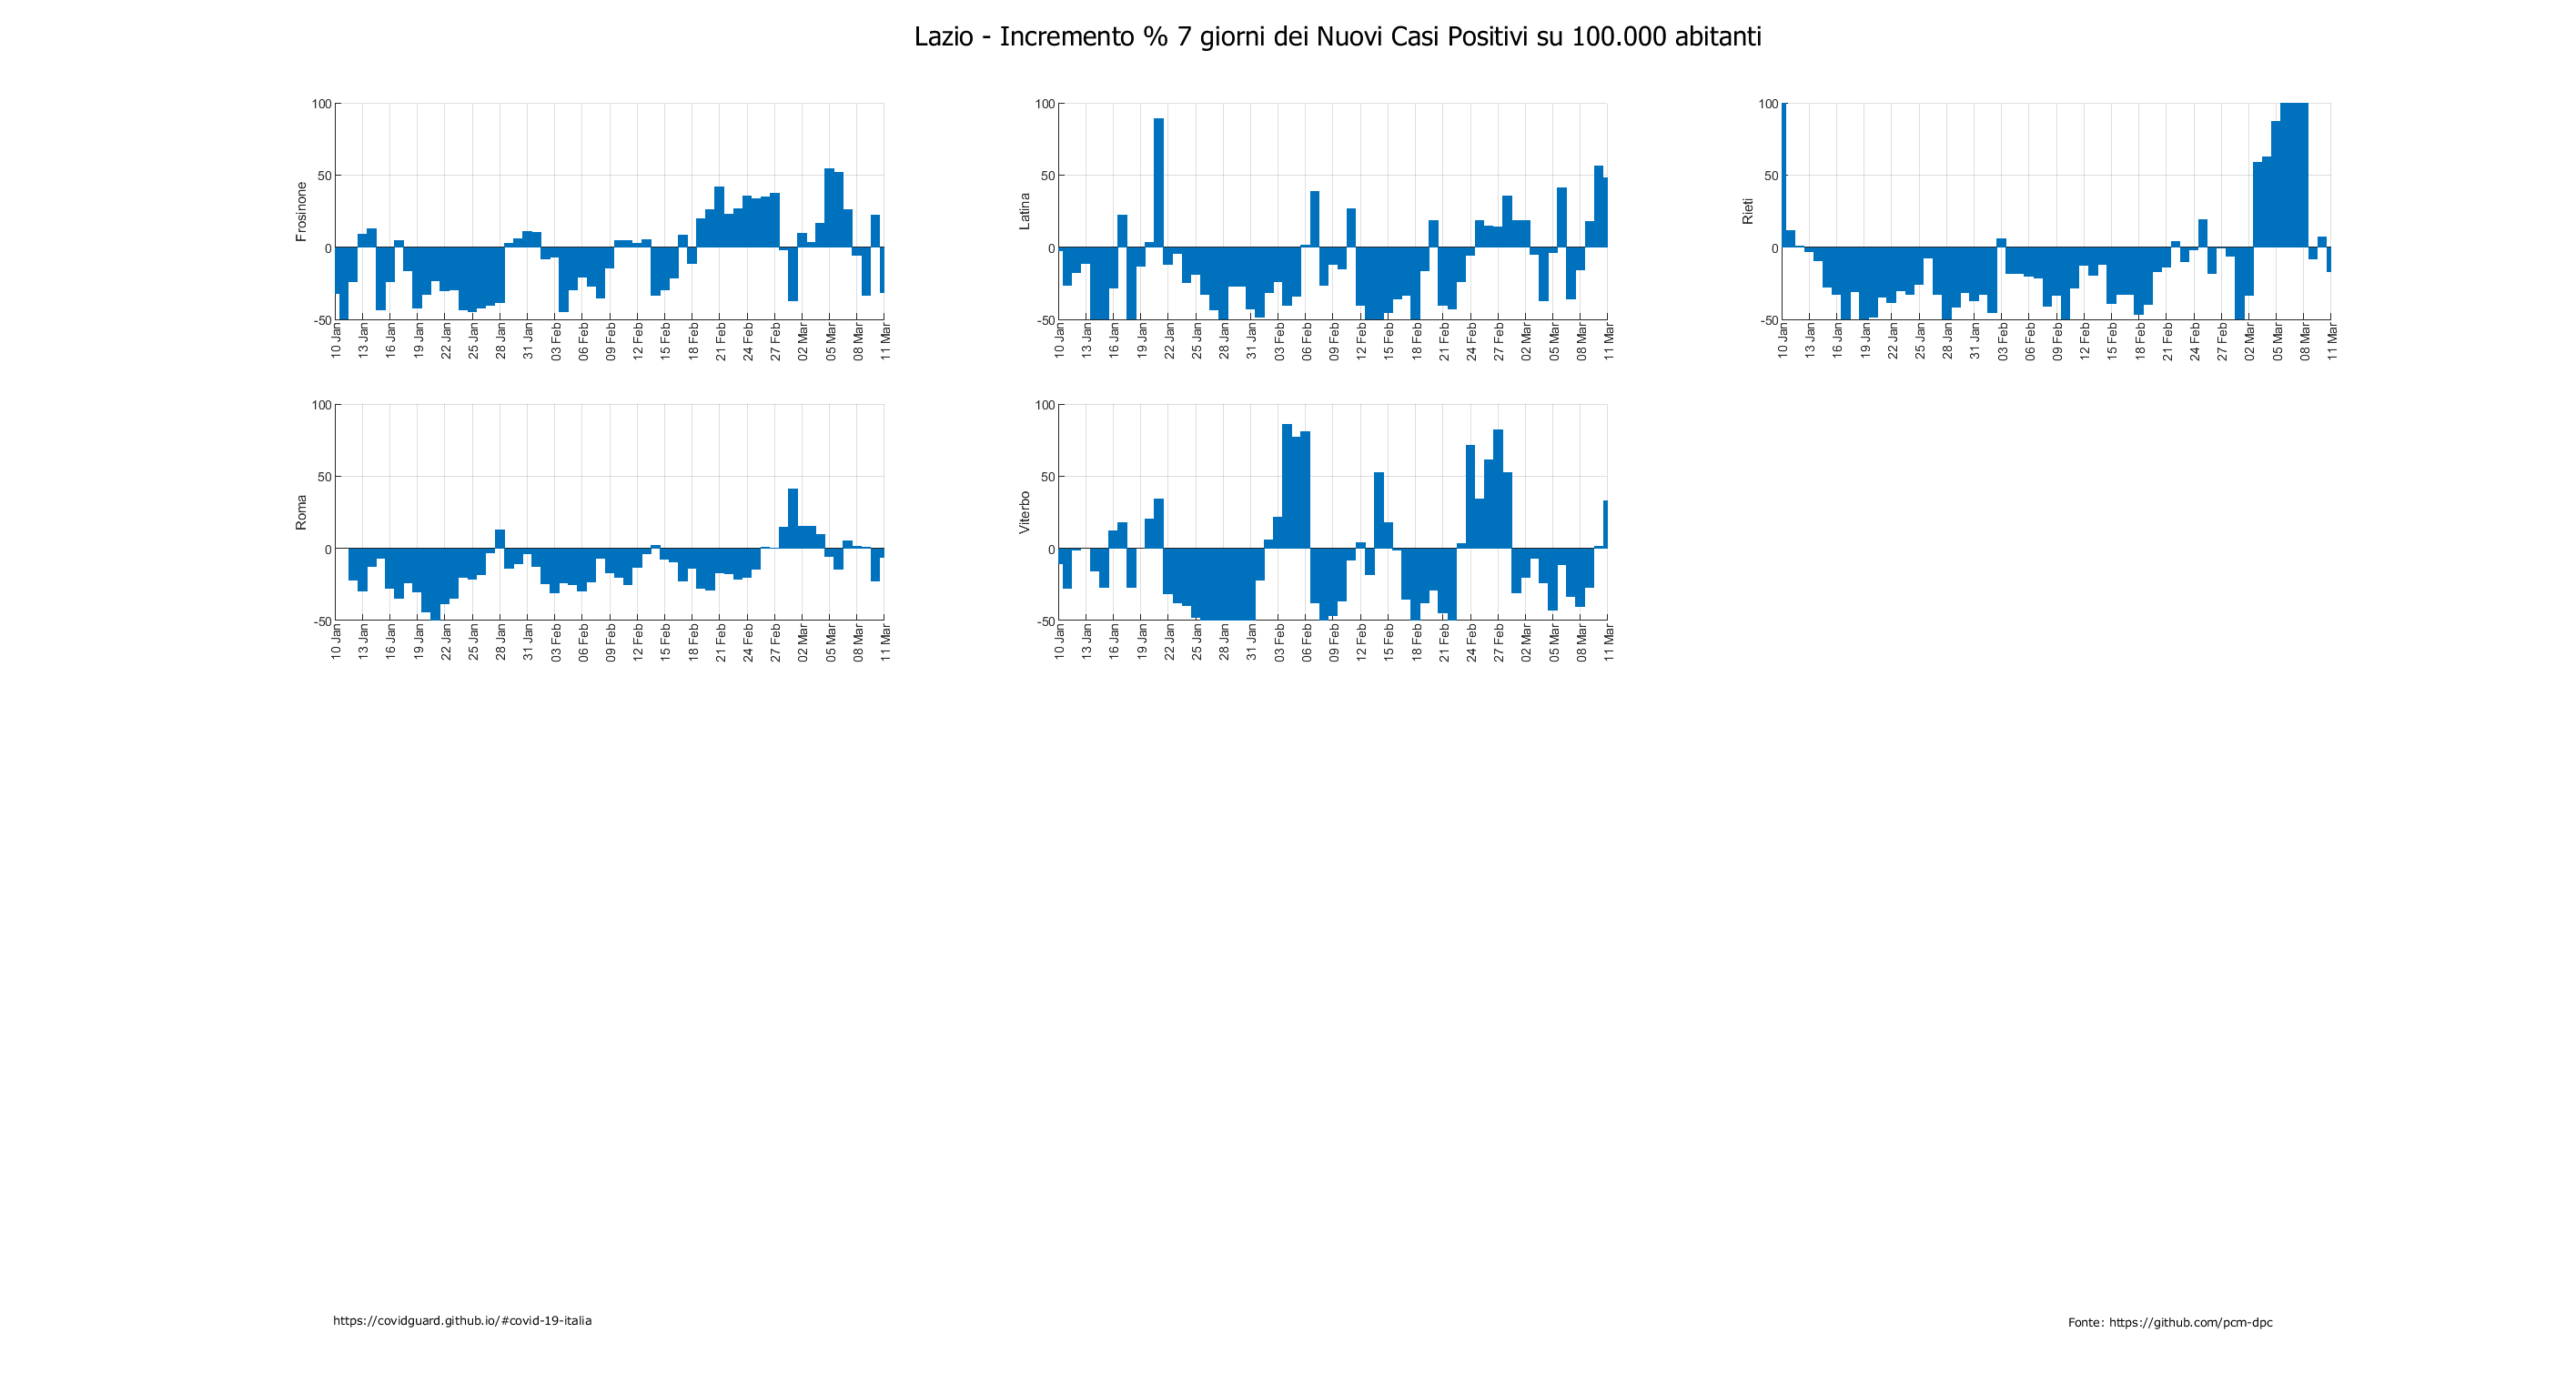 Lazio - Incremento % 7 giorni dei Nuovi Casi Positivi su 100.000 abitanti
Frosinone
100
50
0
-50
10 Jan 13 Jan 16 Jan 19 Jan 22 Jan 25 Jan 28 Jan 31 Jan 03 Feb 06 Feb 09 Feb 12 Feb 15 Feb 18 Feb 21 Feb 24 Feb 27 Feb 02 Mar 05 Mar 08 Mar 11 Mar
Latina
100
50
0
-50
10 Jan 13 Jan 16 Jan 19 Jan 22 Jan 25 Jan 28 Jan 31 Jan 03 Feb 06 Feb 09 Feb 12 Feb 15 Feb 18 Feb 21 Feb 24 Feb 27 Feb 02 Mar 05 Mar 08 Mar 11 Mar
Rieti
100
50
0
-50
10 Jan 13 Jan 16 Jan 19 Jan 22 Jan 25 Jan 28 Jan 31 Jan 03 Feb 06 Feb 09 Feb 12 Feb 15 Feb 18 Feb 21 Feb 24 Feb 27 Feb 02 Mar 05 Mar 08 Mar 11 Mar
Roma
100
50
0
-50
10 Jan 13 Jan 16 Jan 19 Jan 22 Jan 25 Jan 28 Jan 31 Jan 03 Feb 06 Feb 09 Feb 12 Feb 15 Feb 18 Feb 21 Feb 24 Feb 27 Feb 02 Mar 05 Mar 08 Mar 11 Mar
Viterbo
100
50
0
-50
10 Jan 13 Jan 16 Jan 19 Jan 22 Jan 25 Jan 28 Jan 31 Jan 03 Feb 06 Feb 09 Feb 12 Feb 15 Feb 18 Feb 21 Feb 24 Feb 27 Feb 02 Mar 05 Mar 08 Mar 11 Mar
https://covidguard.github.io/#covid-19-italia
Fonte: https://github.com/pcm-dpc